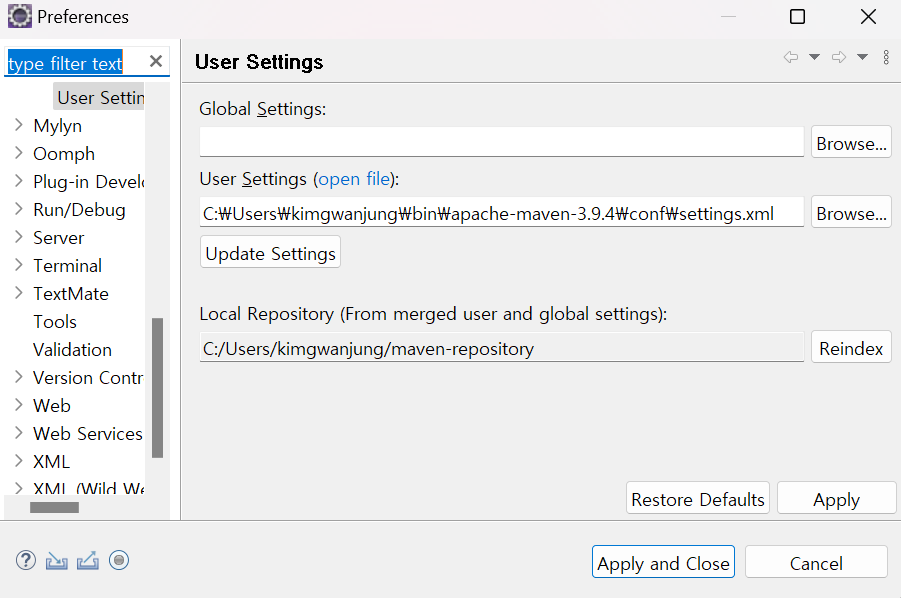 Preferences
type filter text
User Settin
Mylyn
Oomph
Plug-in Develo
Run/Debug
Server
Terminal
TextMate
Tools
Validation
Version Contr
Web
Web Services
XML
XML (Wild We
User Settings
Global Settings:
Browse...
User Settings (open file):
C:₩Users₩kimgwanjung₩bin₩apache-maven-3.9.4₩conf₩settings.xml
Browse...
Update Settings
Local Repository (From merged user and global settings):
C:/Users/kimgwanjung/maven-repository
Reindex
Restore Defaults
Apply
Apply and Close
Cancel